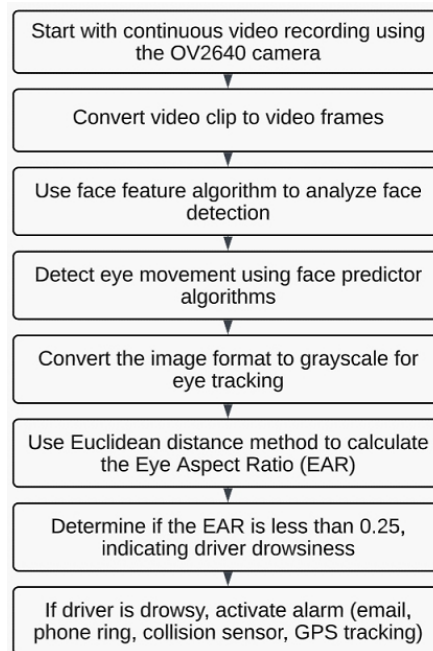 Start with continuous video recording using
the OV2640 camera
Convert video clip to video frames
Use face feature algorithm to analyze face
detection
Detect eye movement using face predictor
algorithms
Convert the image format to grayscale for
eye tracking
Use Euclidean distance method to calculate
the Eye Aspect Ratio (EAR)
Determine if the EAR is less than 0.25,
indicating driver drowsiness
If driver is drowsy, activate alarm (email,
phone ring, collision sensor, GPS tracking)